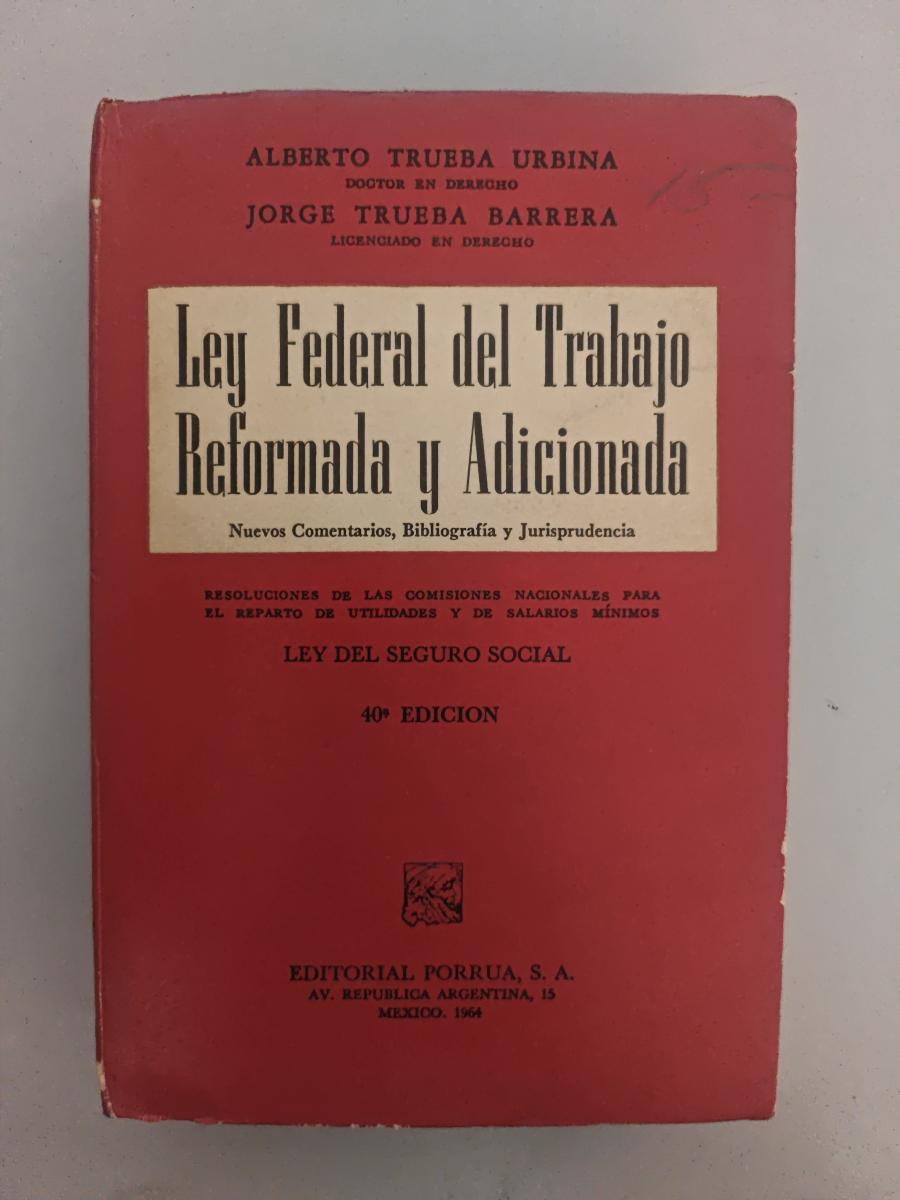 ALBERTO TRUEBA URBINA
DOCTOR EN DERECHO
JORGE TRUEBA BARRERA
LICENCIADO EN DERECHO
15-
Ley Federal del Trabajo
Reformada y Adicionada
Nuevos Comentarios, Bibliografía y Jurisprudencia
RESOLUCIONES DE LAS COMISIONES NACIONALES PARA
EL REPARTO DE UTILIDADES Y DE SALARIOS MÍNIMOS
LEY DEL SEGURO SOCIAL
40ª EDICION
EDITORIAL PORRUA, S. A.
AV. REPUBLICA ARGENTINA, 15
MEXICO. 1964